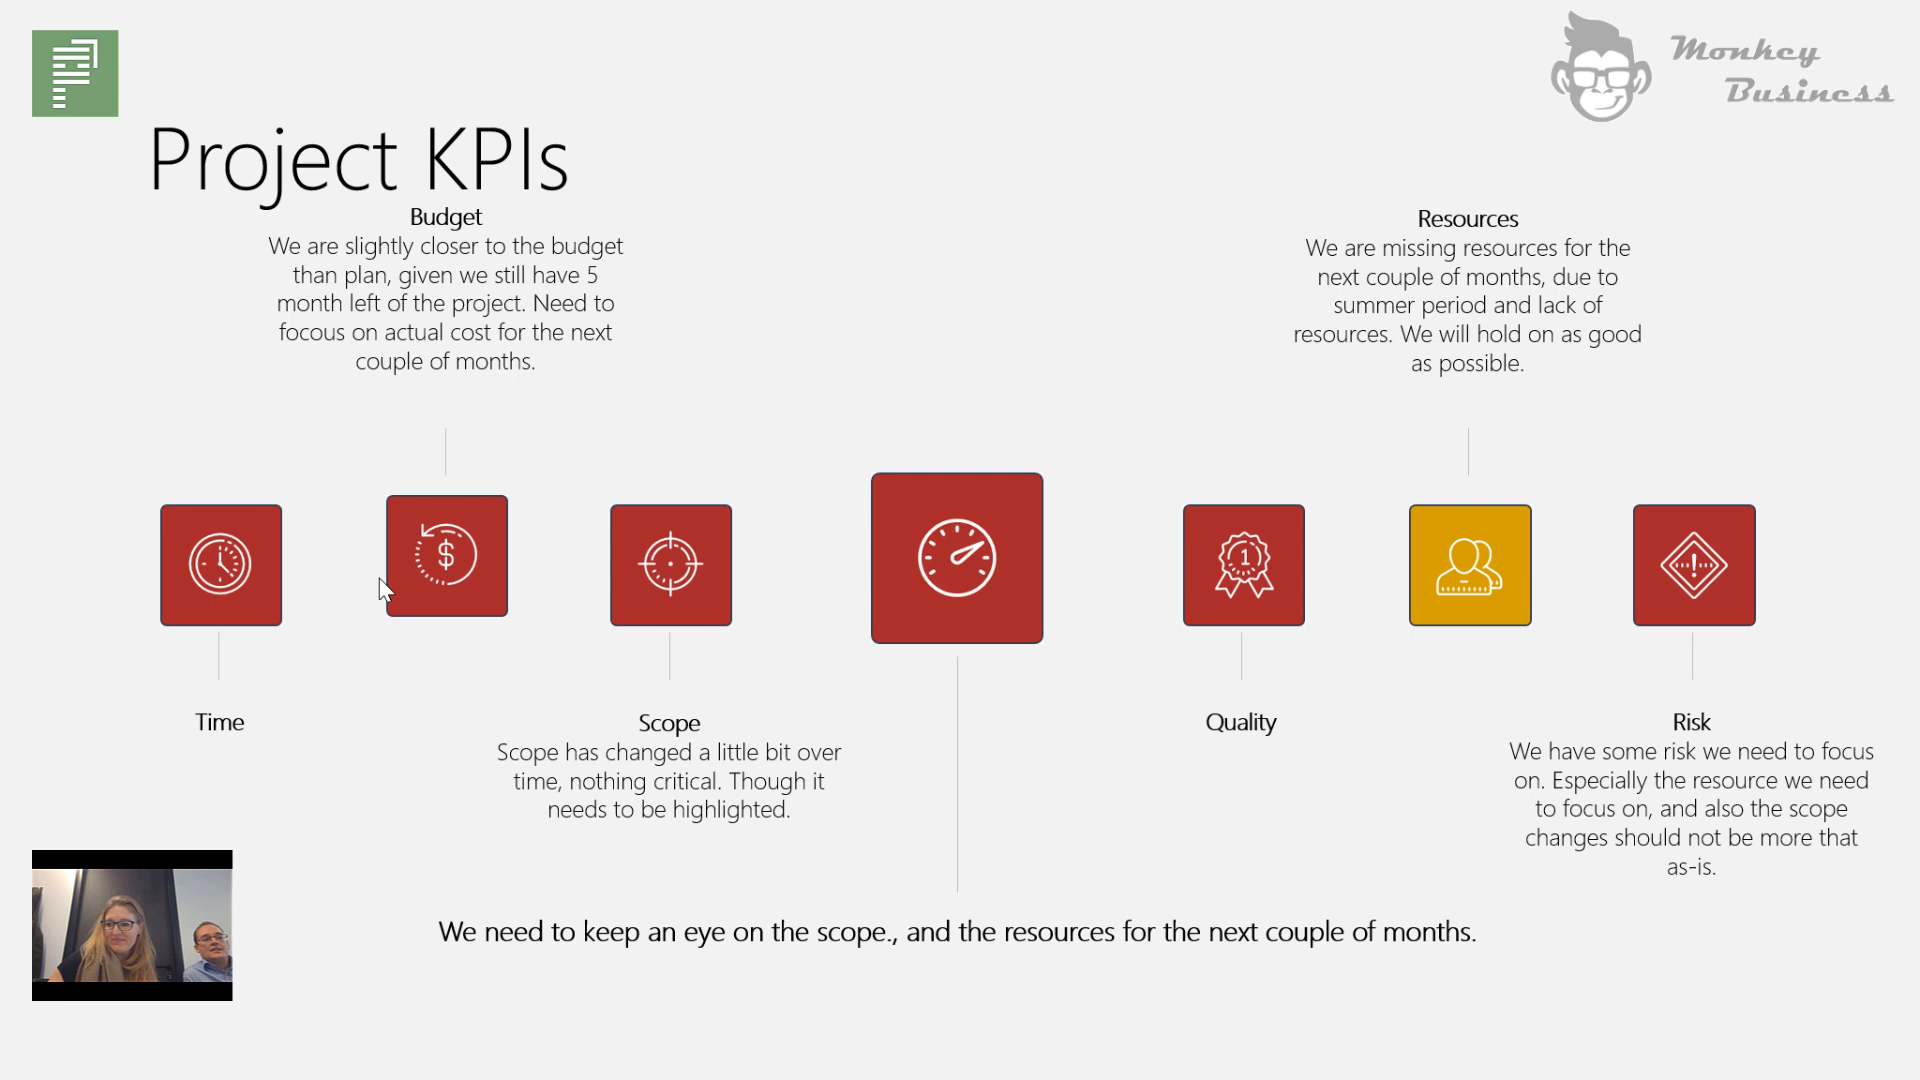 Monkey
Business
Project KPIs
Budget
We are slightly closer to the budget
than plan, given we still have 5
month left of the project. Need to
focous on actual cost for the next
couple of months.
Resources
We are missing resources for the
next couple of months, due to
summer period and lack of
resources. We will hold on as good
as possible.
$
1
!
Time
Scope
Scope has changed a little bit over
time, nothing critical. Though it
needs to be highlighted.
Quality
Risk
We have some risk we need to focus
on. Especially the resource we need
to focus on, and also the scope
changes should not be more that
as-is.
We need to keep an eye on the scope., and the resources for the next couple of months.